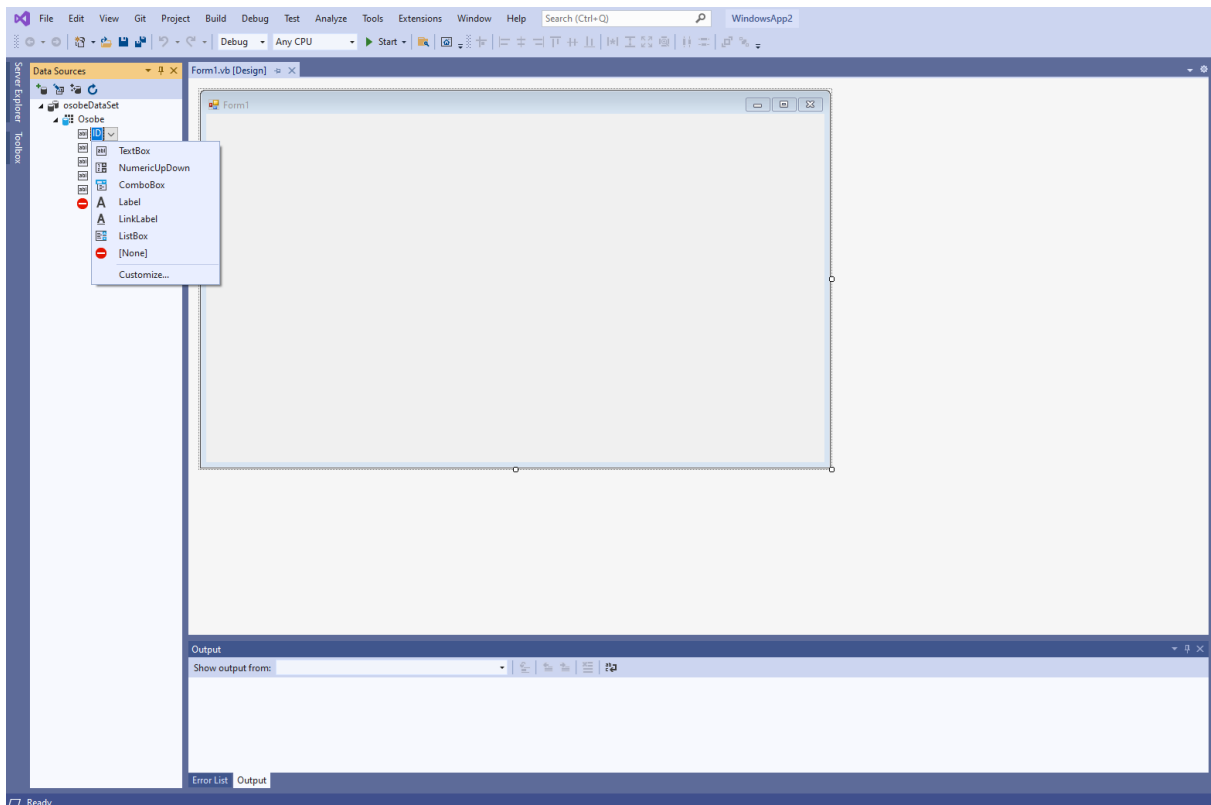 File Edit View Git Project Build Debug Test Analyze Tools Extensions Window Help Search (Ctrl+Q) WindowsApp2
Debug Any CPU Start
Server Explorer
Toolbox
Data Sources
Form1.vb [Design]
osobeDataSet
Osobe
ID
TextBox
NumericUpDown
ComboBox
Label
LinkLabel
ListBox
[None]
Customize...
Form1
Output
Show output from:
Error List Output
Ready